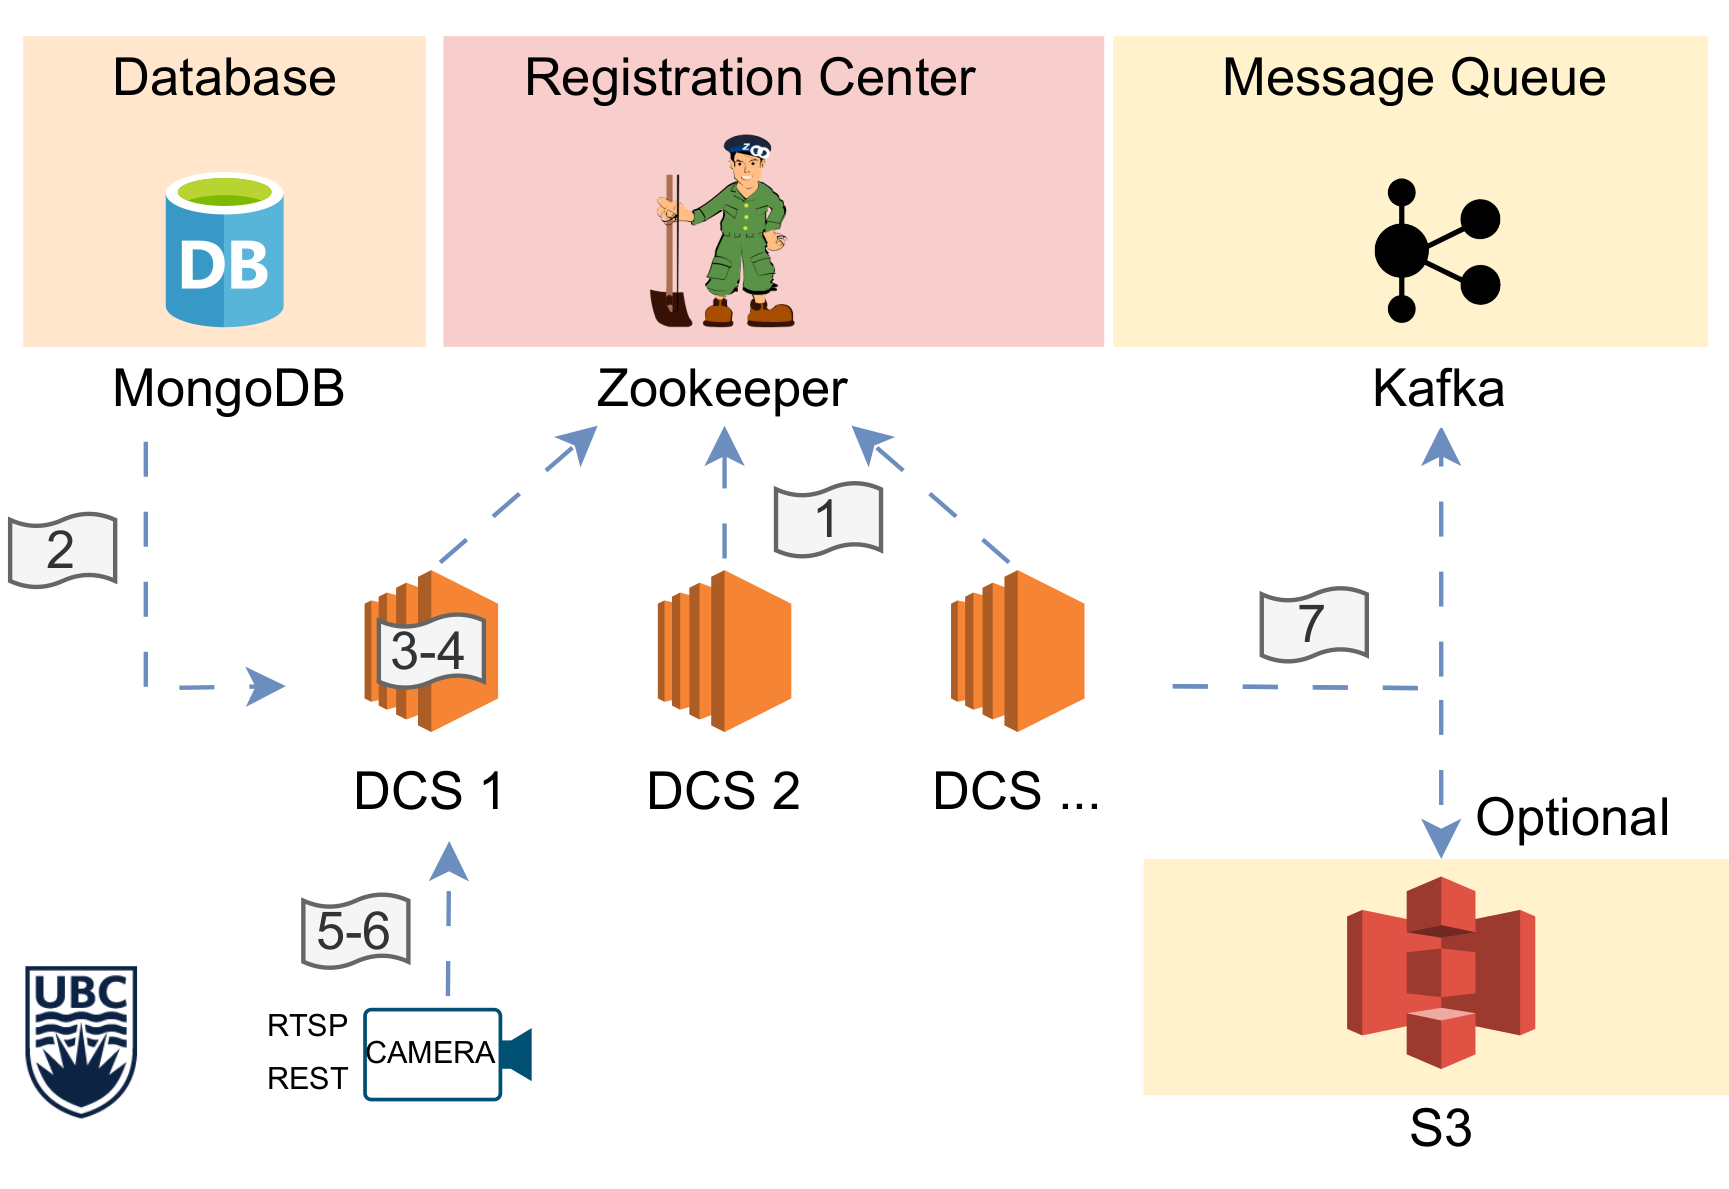 Database
Registration Center
Message Queue
ZOO
DB
MongoDB
Zookeeper
Kafka
2
1
7
3-4
DCS 1
DCS 2
DCS ...
Optional
5-6
UBC
RTSP
REST
CAMERA
S3